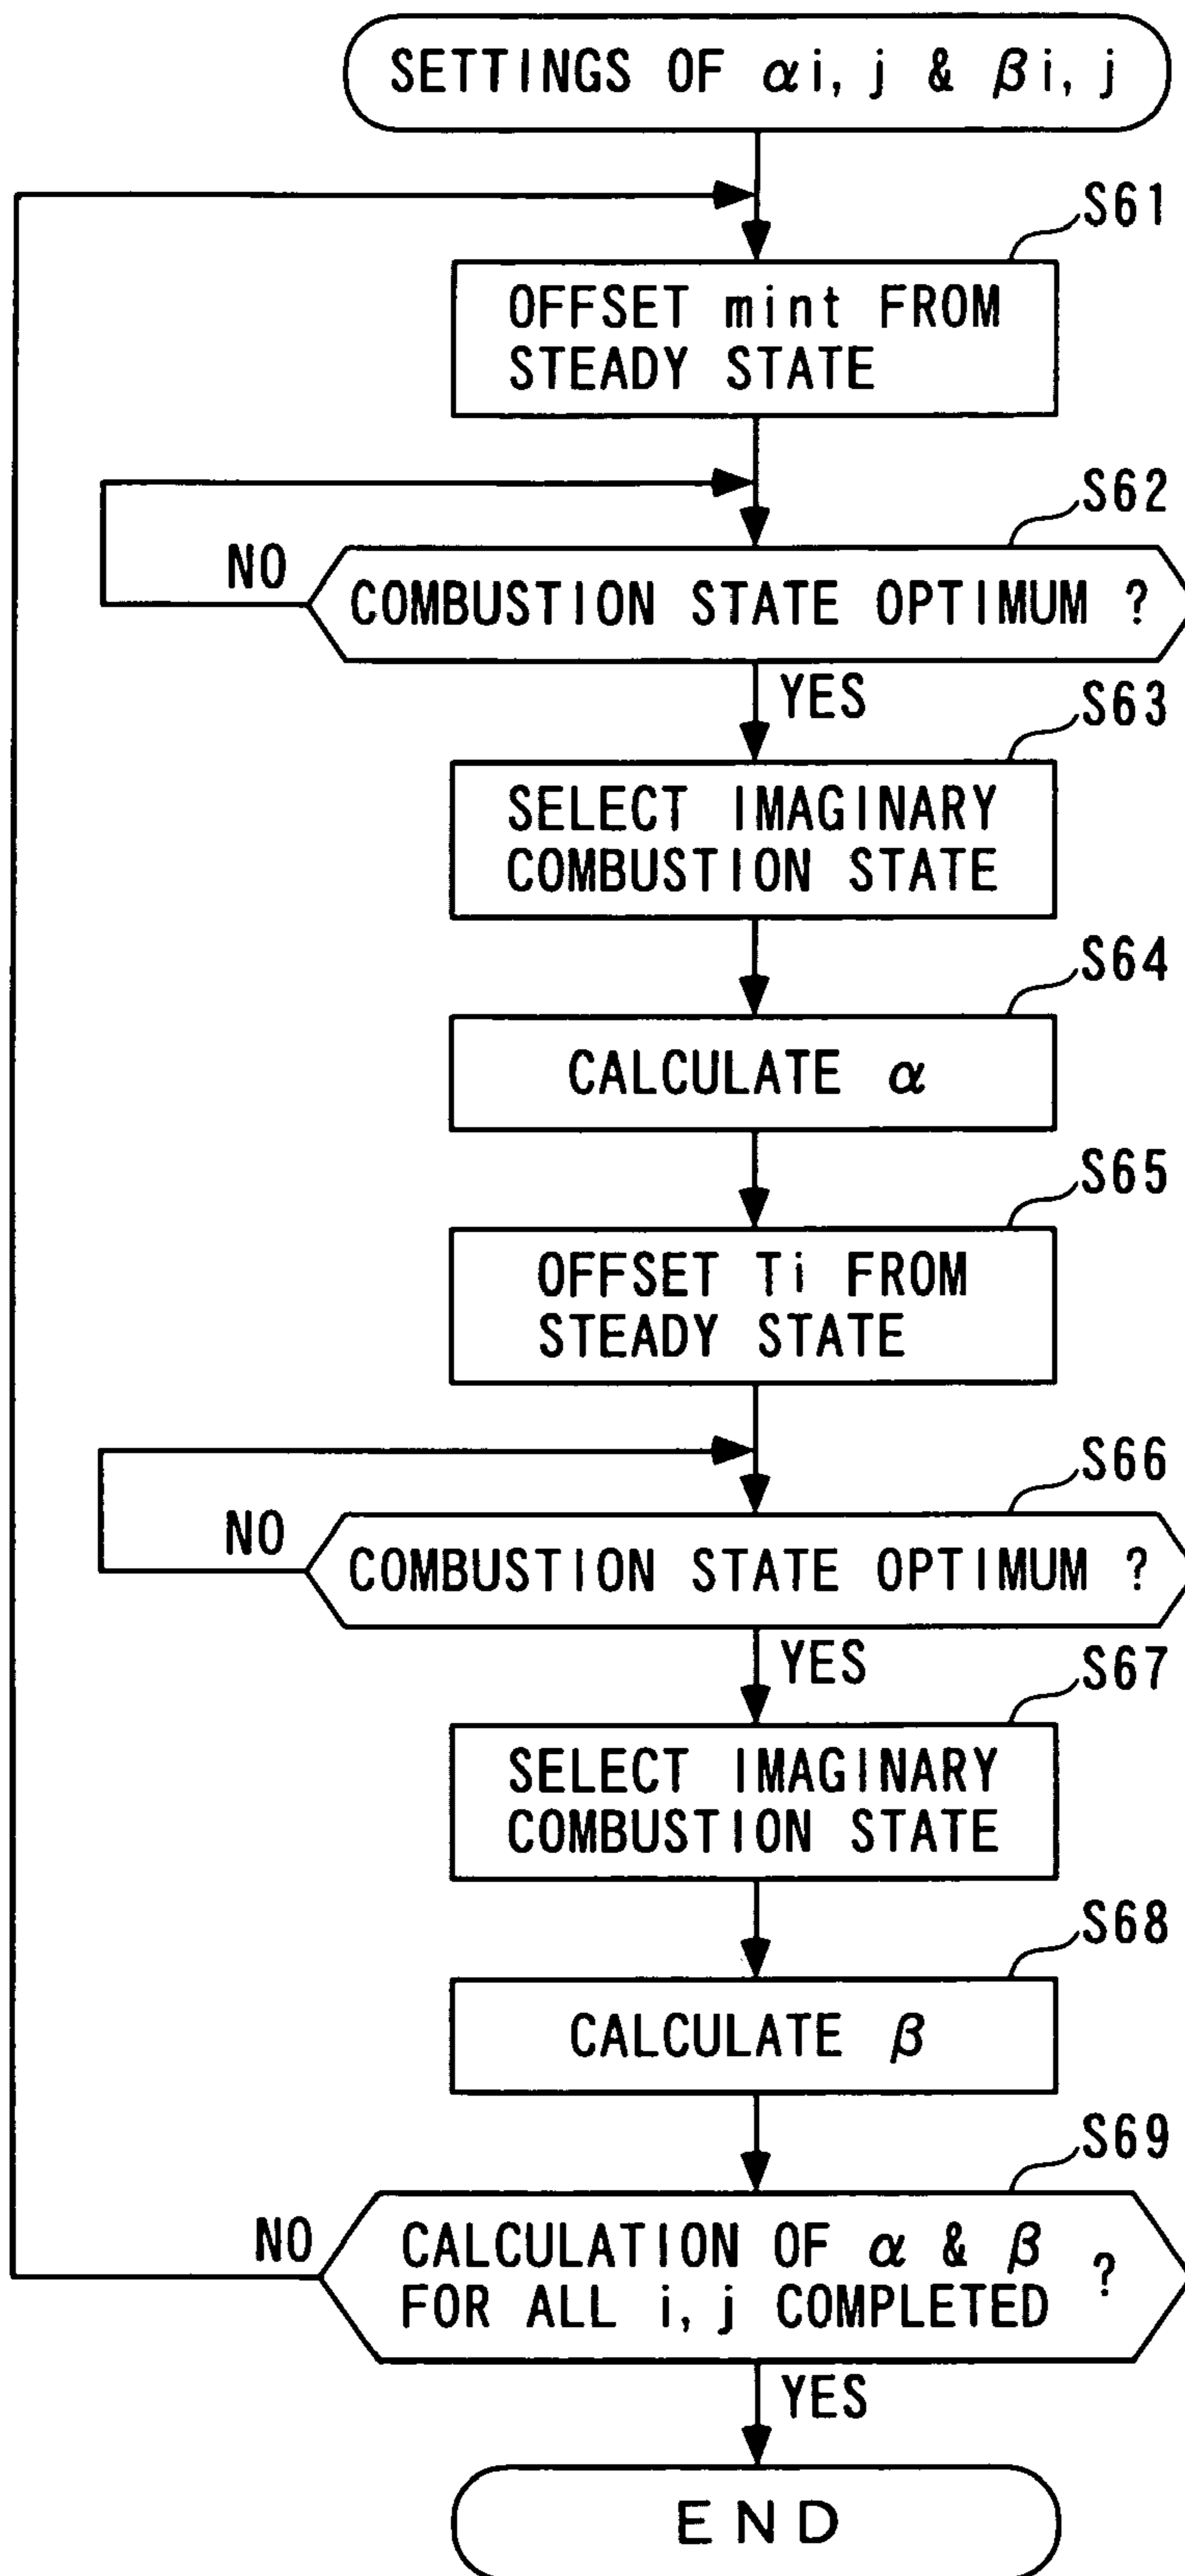 SETTINGS OF αi, j & βi, j
S61
OFFSET mint FROM
STEADY STATE
S62
NO
COMBUSTION STATE OPTIMUM ?
YES
S63
SELECT IMAGINARY
COMBUSTION STATE
S64
CALCULATE α
S65
OFFSET Ti FROM
STEADY STATE
S66
NO
COMBUSTION STATE OPTIMUM ?
YES
S67
SELECT IMAGINARY
COMBUSTION STATE
S68
CALCULATE β
S69
NO
CALCULATION OF α & β
FOR ALL i, j COMPLETED ?
YES
END